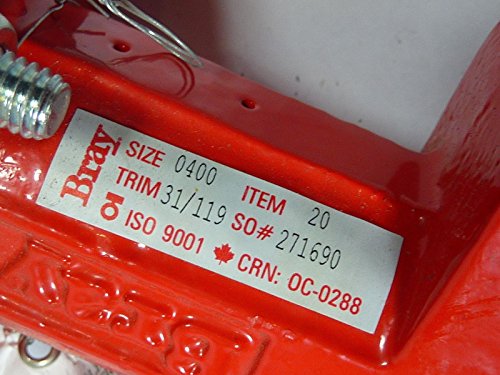 Bray
SIZE 0400 ITEM 20
TRIM 31/119 SO# 271690
ISO 9001 CRN: OC-0288